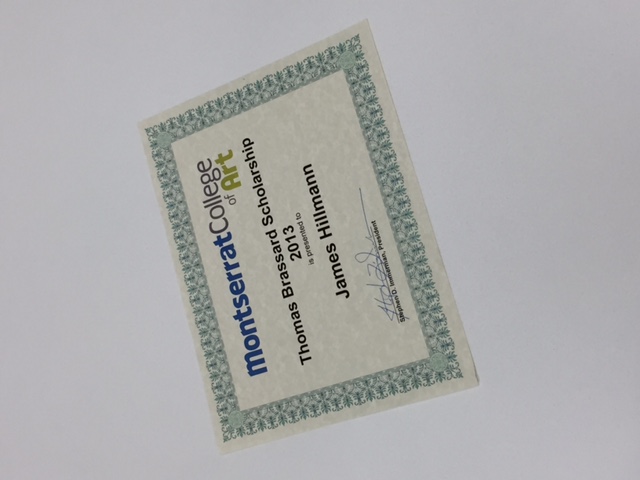 Montserrat College
of Art
Thomas Brassard Scholarship
2013
is presented to
James Hillmann
Stephen D. Immerman, President